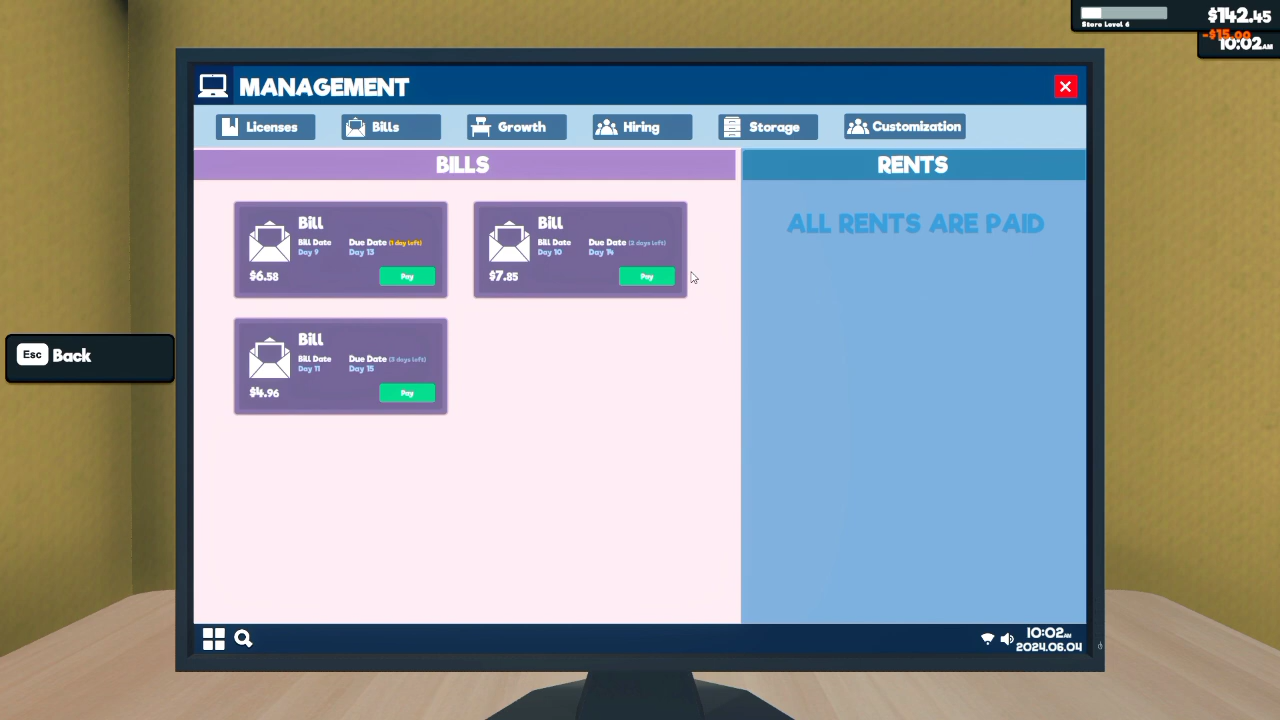 $142.45
Store Level 6
-$15.00
10:02AM
MANAGEMENT
Licenses
Bills
Growth
Hiring
Storage
Customization
BILLS
RENTS
Bill
Bill Date
Due Date (1 day left)
Day 9
Day 13
$6.58
Pay
Bill
Bill Date
Due Date (2 days left)
Day 10
Day 14
$7.85
Pay
ALL RENTS ARE PAID
Bill
Bill Date
Due Date (3 days left)
Day 11
Day 15
$4.96
Pay
Esc Back
10:02AM
2024.06.04